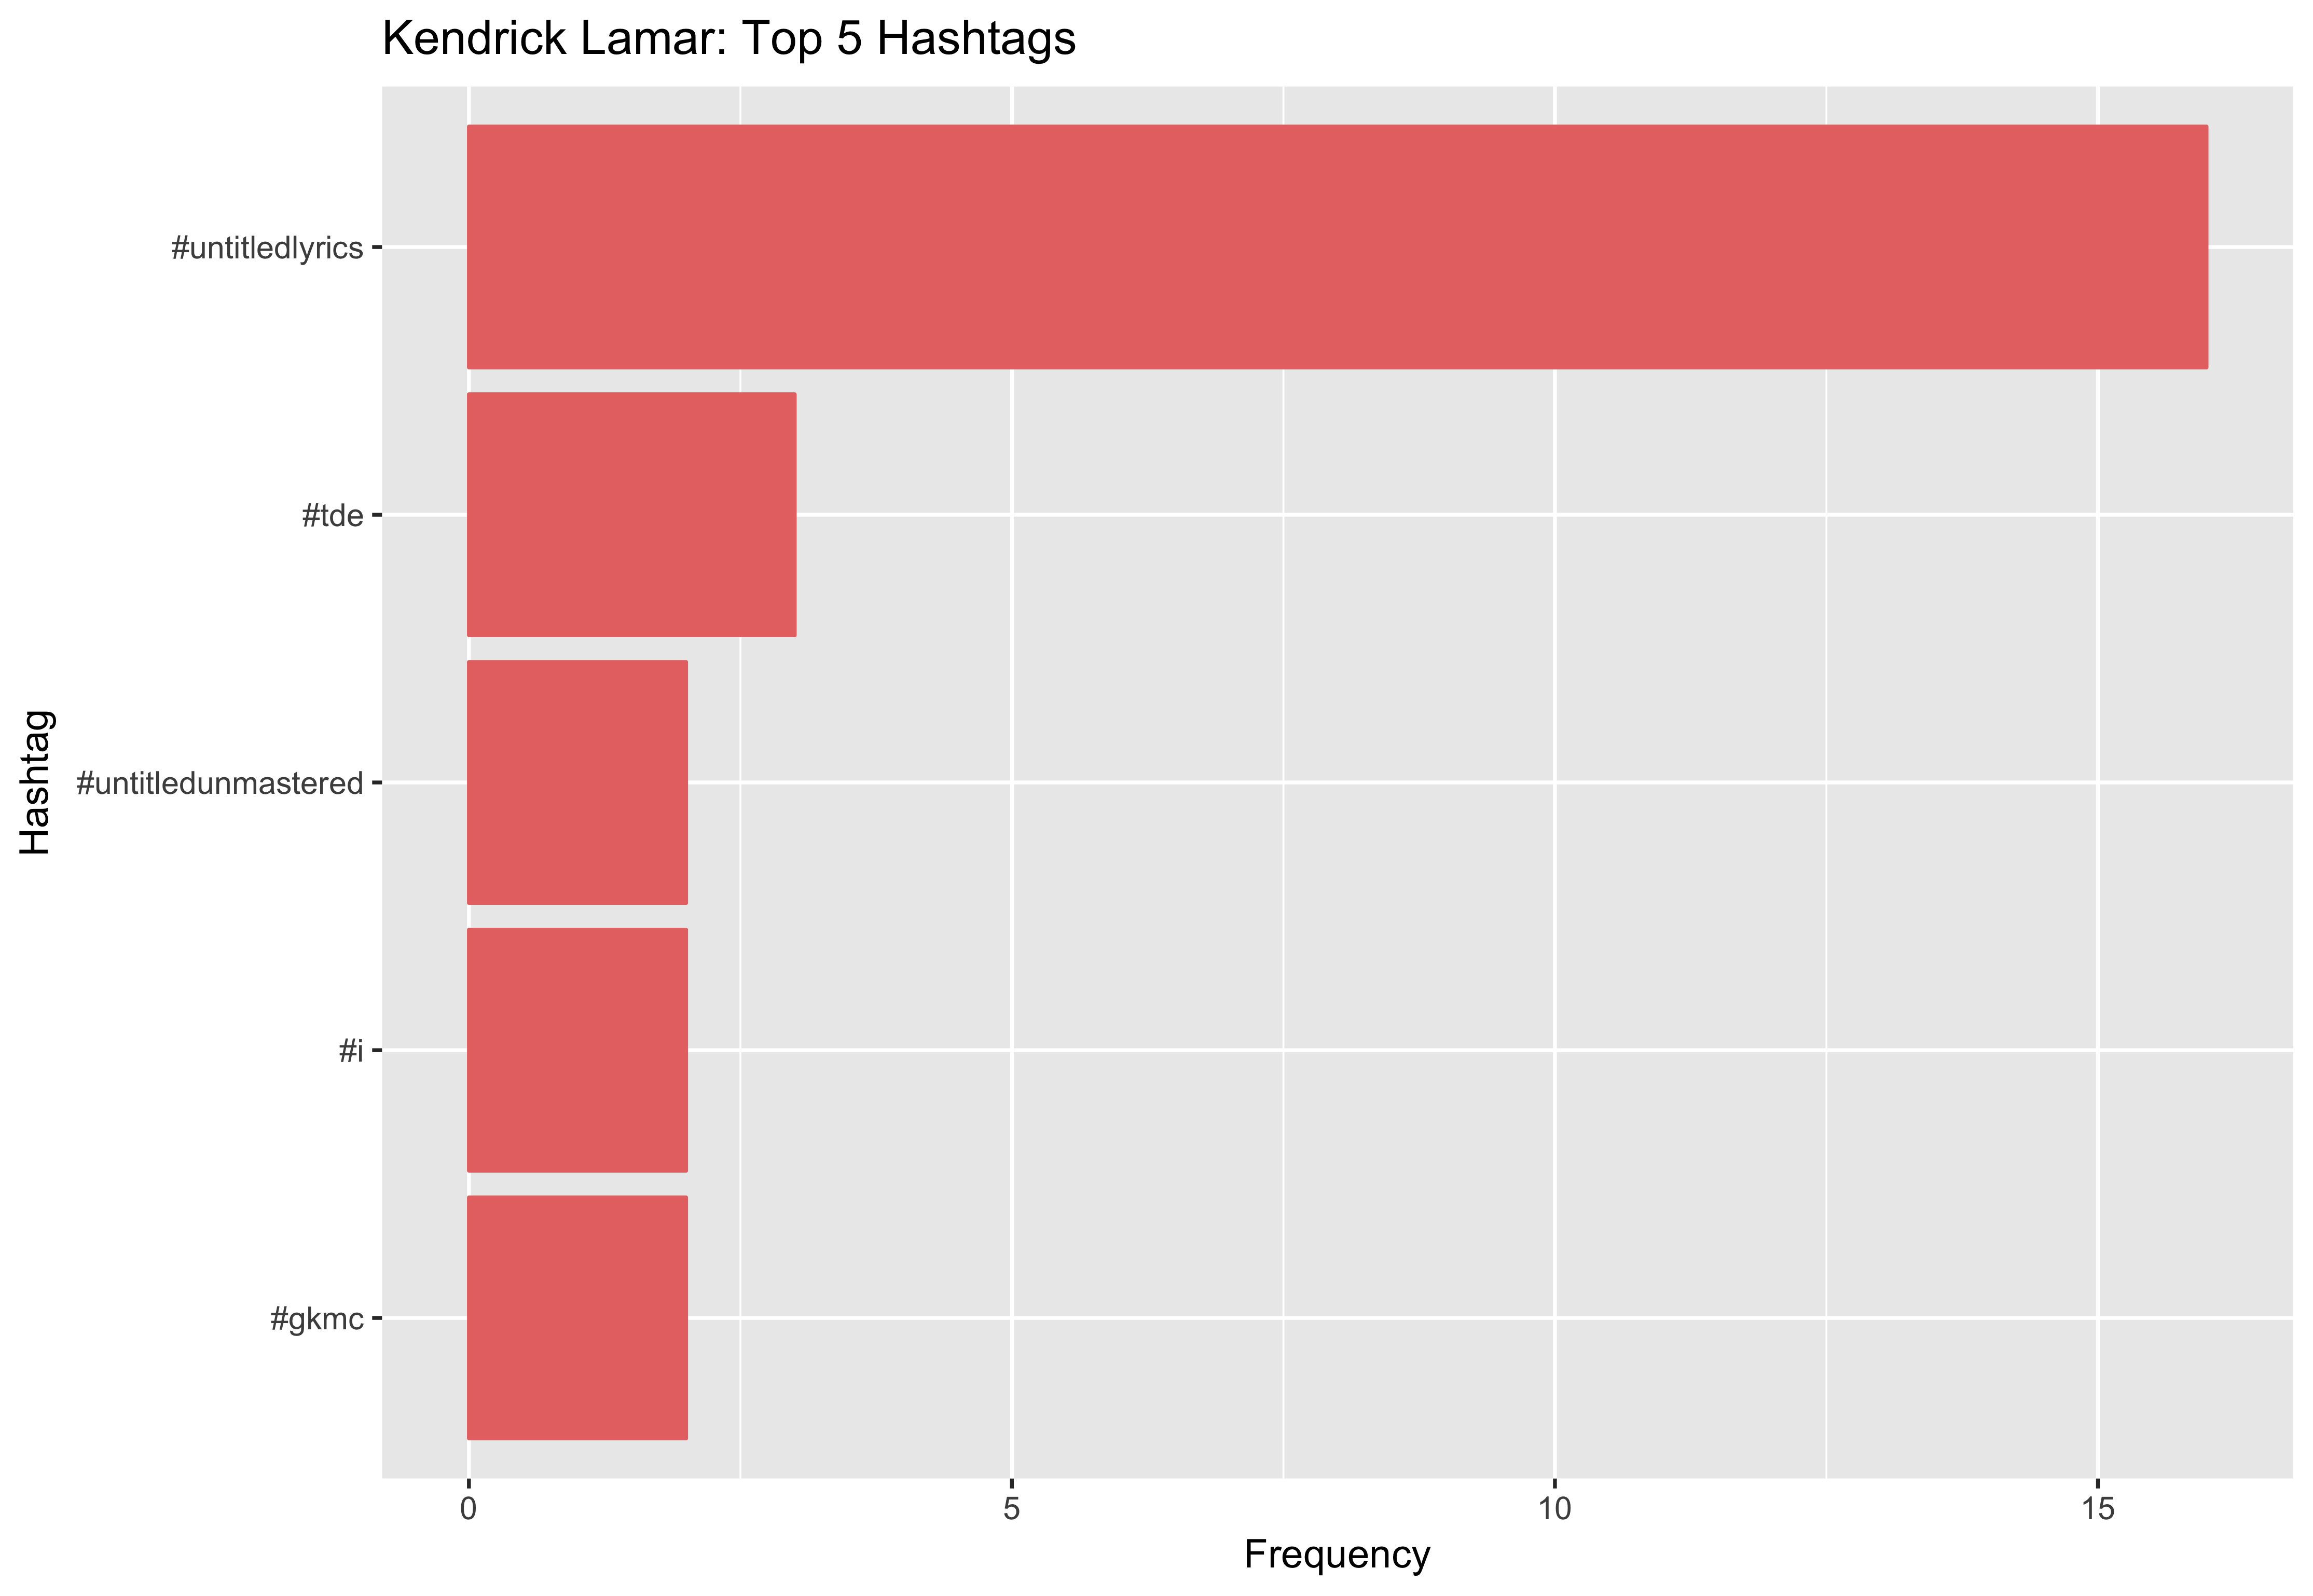 Kendrick Lamar: Top 5 Hashtags
#untitledlyrics
#tde
#untitledunmastered
#i
#gkmc
Hashtag
0 5 10 15
Frequency